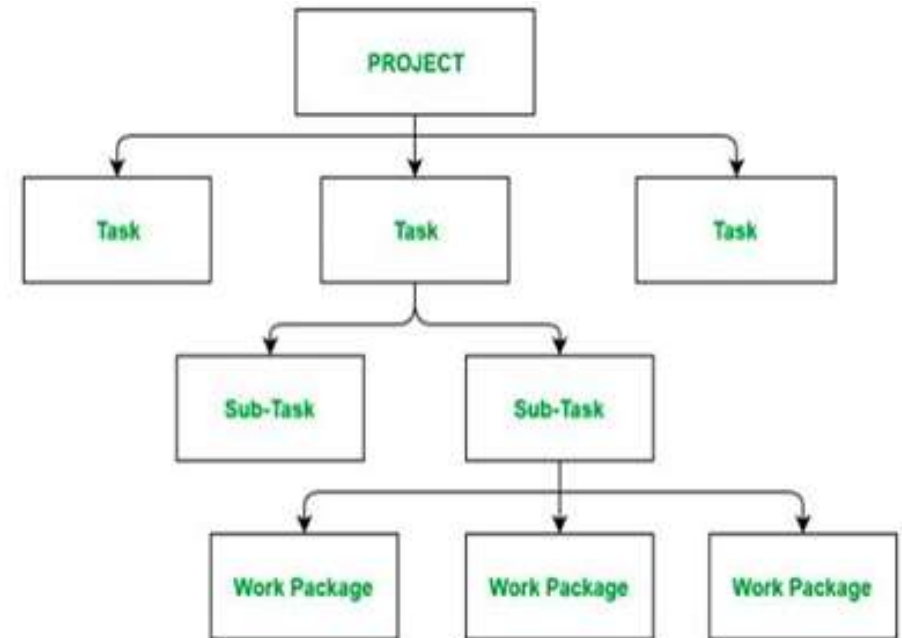 PROJECT
Task
Task
Task
Sub-Task
Sub-Task
Work Package
Work Package
Work Package